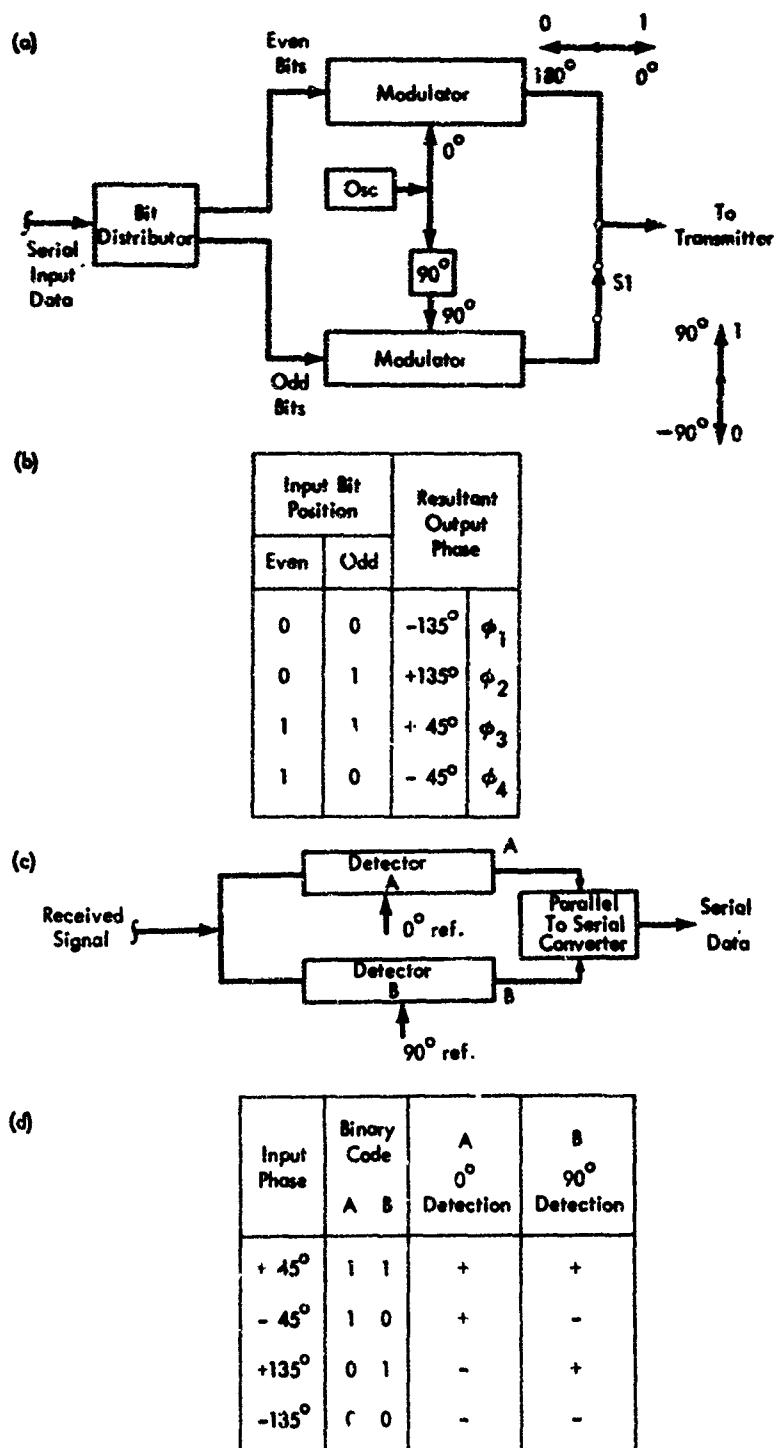 (a)
0 1
180° 0°
Even
Bits
Modulator
0°
Osc
Bit
Distributor
Serial
Input
Data
To
Transmitter
90°
S1
90°
Modulator
Odd
Bits
90° 1
-90° 0
(b)
Input Bit
Position
Resultant
Output
Phase
Even Odd
0 0 -135° ϕ1
0 1 +135° ϕ2
1 1 + 45° ϕ3
1 0 - 45° ϕ4
(c)
Detector
A
A
0° ref.
Received
Signal
Parallel
To Serial
Converter
Serial
Data
Detector
B
B
90° ref.
(d)
Input
Phase
Binary
Code
A B
A
0°
Detection
B
90°
Detection
+ 45° 1 1 + +
- 45° 1 0 + -
+135° 0 1 - +
-135° 0 0 - -